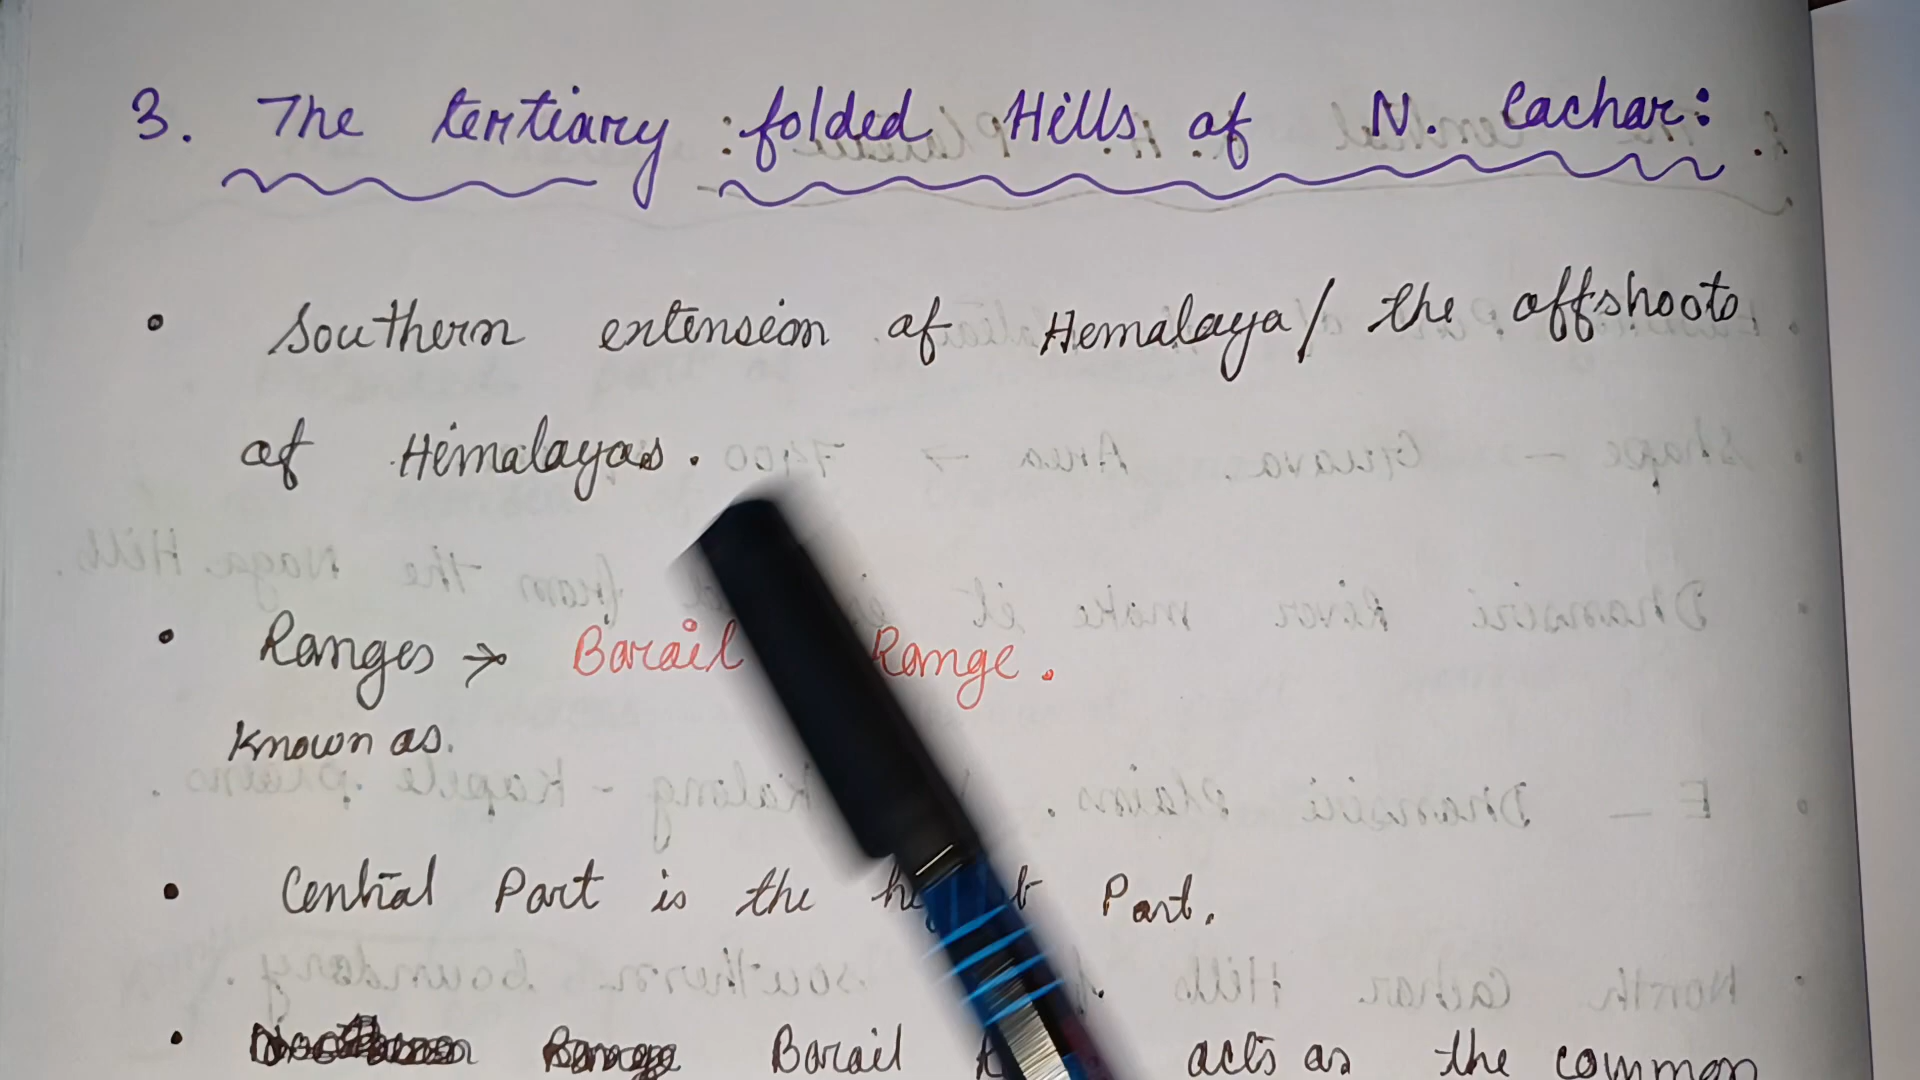 3. The tertiary folded Hills of N. Cachar:
• Southern extension of Hemalaya/ the offshoots
of Himalayas.
• Ranges → Barail Range.
Known as.
• Central Part is the Part.
• Barail acts as the common